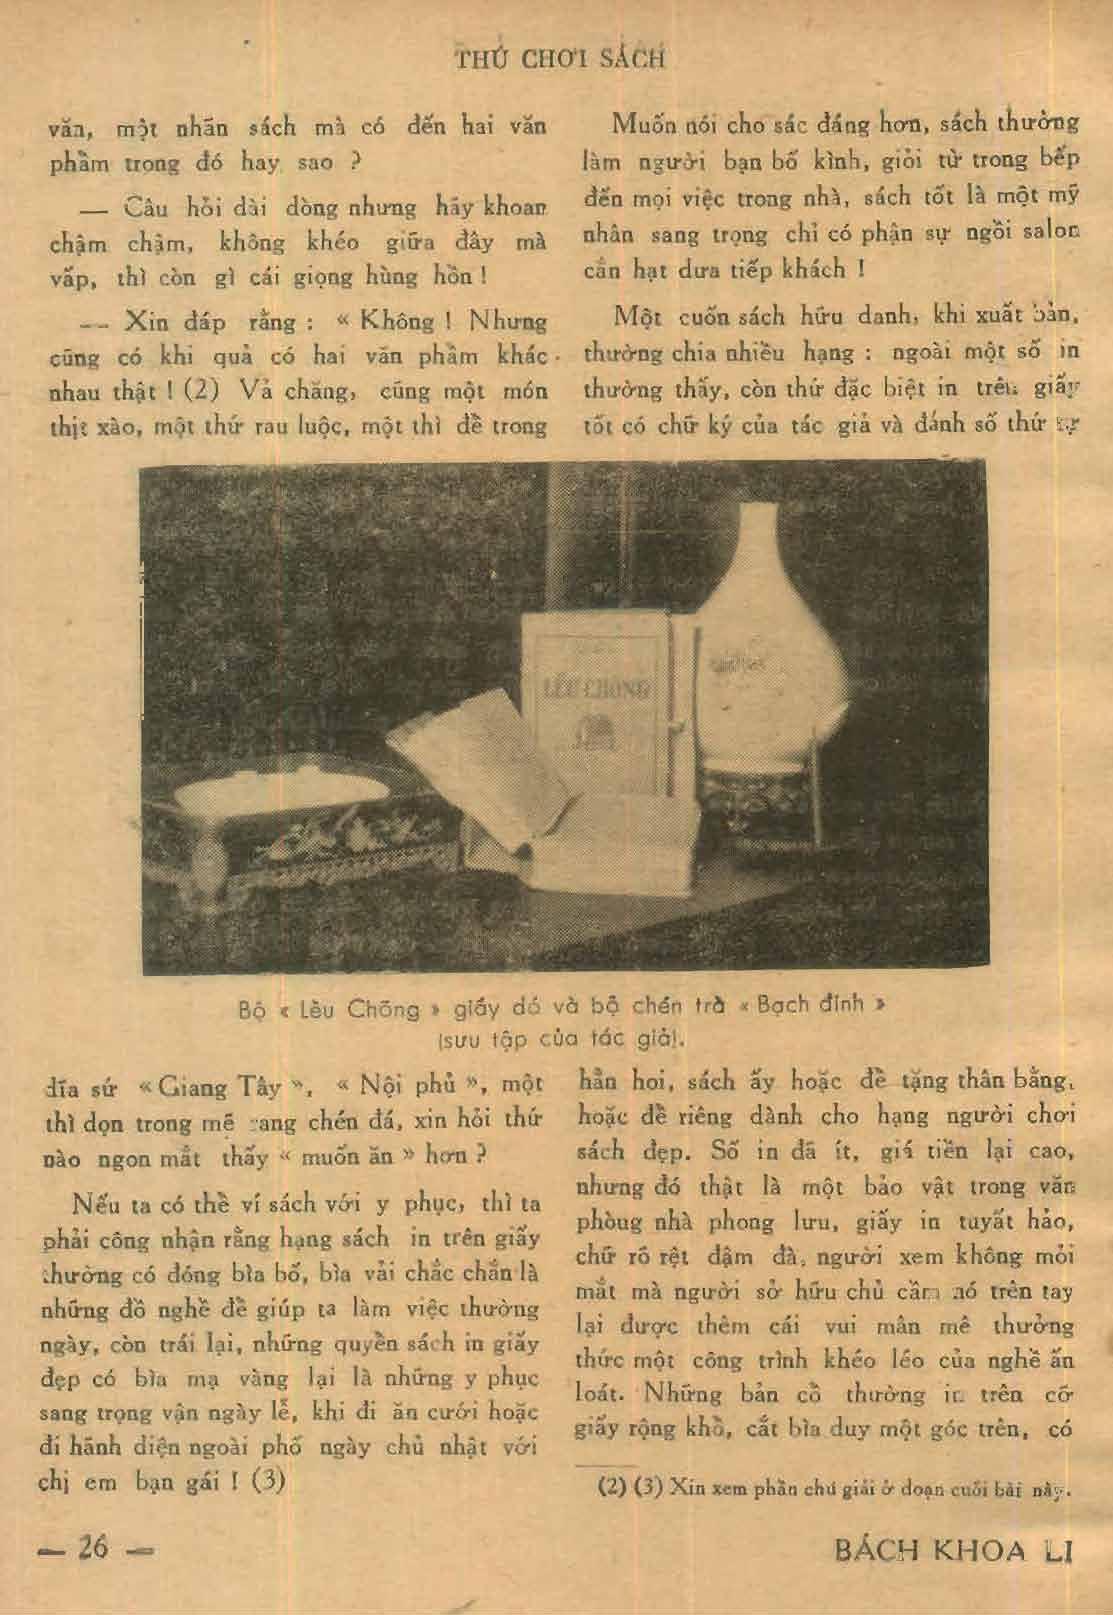 THÚ CHƠI SÁCH
văn, một nhãn sách mà có đến hai văn
phầm trong đó hay sao ?
— Câu hỏi dài dòng nhưng hãy khoan
chậm chậm, không khéo giữa đây mà
vấp, thì còn gì cái giọng hùng hồn !
— Xin đáp rằng : « Không ! Nhưng
cũng có khi quả có hai văn phầm khác
nhau thật ! (2) Vả chăng, cũng một món
thịt xào, một thứ rau luộc, một thì đề trong
Muốn nói cho sác đáng hơn, sách thường
làm người bạn bố kình, giỏi từ trong bếp
đến mọi việc trong nhà, sách tốt là một mỹ
nhân sang trọng chỉ có phận sự ngồi salon
cắn hạt dưa tiếp khách !
Một cuốn sách hữu danh, khi xuất bản,
thường chia nhiều hạng : ngoài một số in
thường thấy, còn thứ đặc biệt in trên giấy
tốt có chữ ký của tác giả và đánh số thứ tự
LỀU CHÕNG
Bộ « Lều Chõng » giấy dó và bộ chén trà « Bạch đỉnh »
(sưu tập của tác giả).
dĩa sứ « Giang Tây », « Nội phủ », một
thì dọn trong mẽ sang chén đá, xin hỏi thứ
nào ngon mắt thấy « muốn ăn » hơn ?
Nếu ta có thề ví sách với y phục, thì ta
phải công nhận rằng hạng sách in trên giấy
thường có đóng bìa bố, bìa vải chắc chắn là
những đồ nghề đề giúp ta làm việc thường
ngày, còn trái lại, những quyền sách in giấy
đẹp có bìa mạ vàng lại là những y phục
sang trọng vận ngày lễ, khi đi ăn cưới hoặc
đi hãnh diện ngoài phố ngày chủ nhật với
chị em bạn gái ! (3)
hẳn hoi, sách ấy hoặc đề tặng thân bằng,
hoặc đề riêng dành cho hạng người chơi
sách đẹp. Số in đã ít, giá tiền lại cao,
nhưng đó thật là một bảo vật trong văn
phòng nhà phong lưu, giấy in tuyất hảo,
chữ rõ rệt đậm đà, người xem không mỏi
mắt mà người sở hữu chủ cầm nó trên tay
lại được thêm cái vui mân mê thưởng
thức một công trình khéo léo của nghề ấn
loát. Những bản cồ thường in trên cỡ
giấy rộng khồ, cắt bìa duy một góc trên, có
(2) (3) Xin xem phần chú giải ở đoạn cuối bài này.
— 26 —
BÁCH KHOA LI